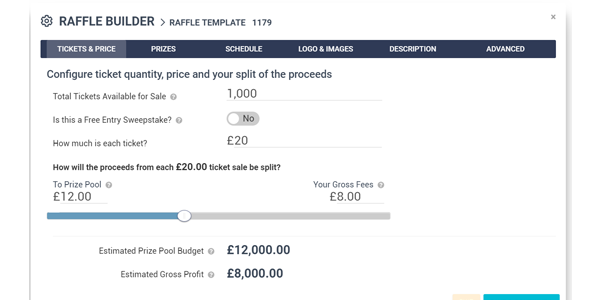 RAFFLE BUILDER > RAFFLE TEMPLATE 1179 ×
TICKETS & PRICE PRIZES SCHEDULE LOGO & IMAGES DESCRIPTION ADVANCED
Configure ticket quantity, price and your split of the proceeds
Total Tickets Available for Sale ? 1,000
Is this a Free Entry Sweepstake? ? No
How much is each ticket? £20
How will the proceeds from each £20.00 ticket sale be split?
To Prize Pool ? Your Gross Fees ?
£12.00 £8.00
Estimated Prize Pool Budget ? £12,000.00
Estimated Gross Profit ? £8,000.00